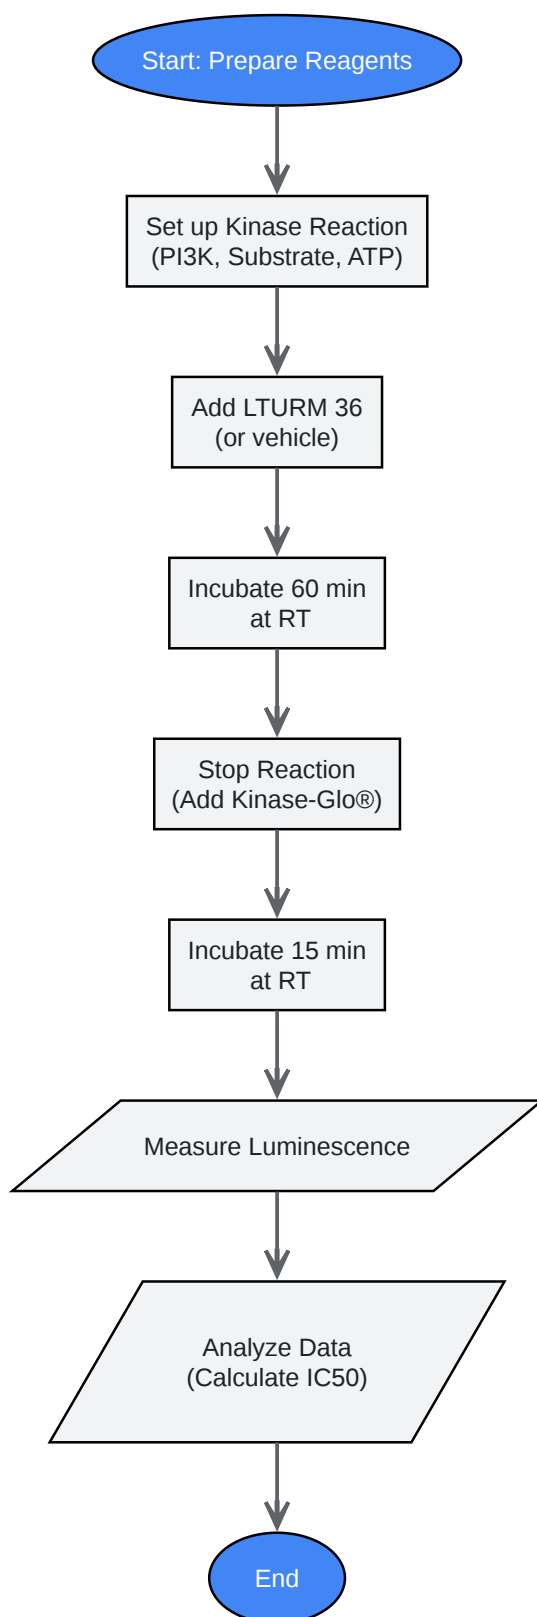 Start: Prepare Reagents
Set up Kinase Reaction
(PI3K, Substrate, ATP)
Add LTURM 36
(or vehicle)
Incubate 60 min
at RT
Stop Reaction
(Add Kinase-Glo®)
Incubate 15 min
at RT
Measure Luminescence
Analyze Data
(Calculate IC50)
End